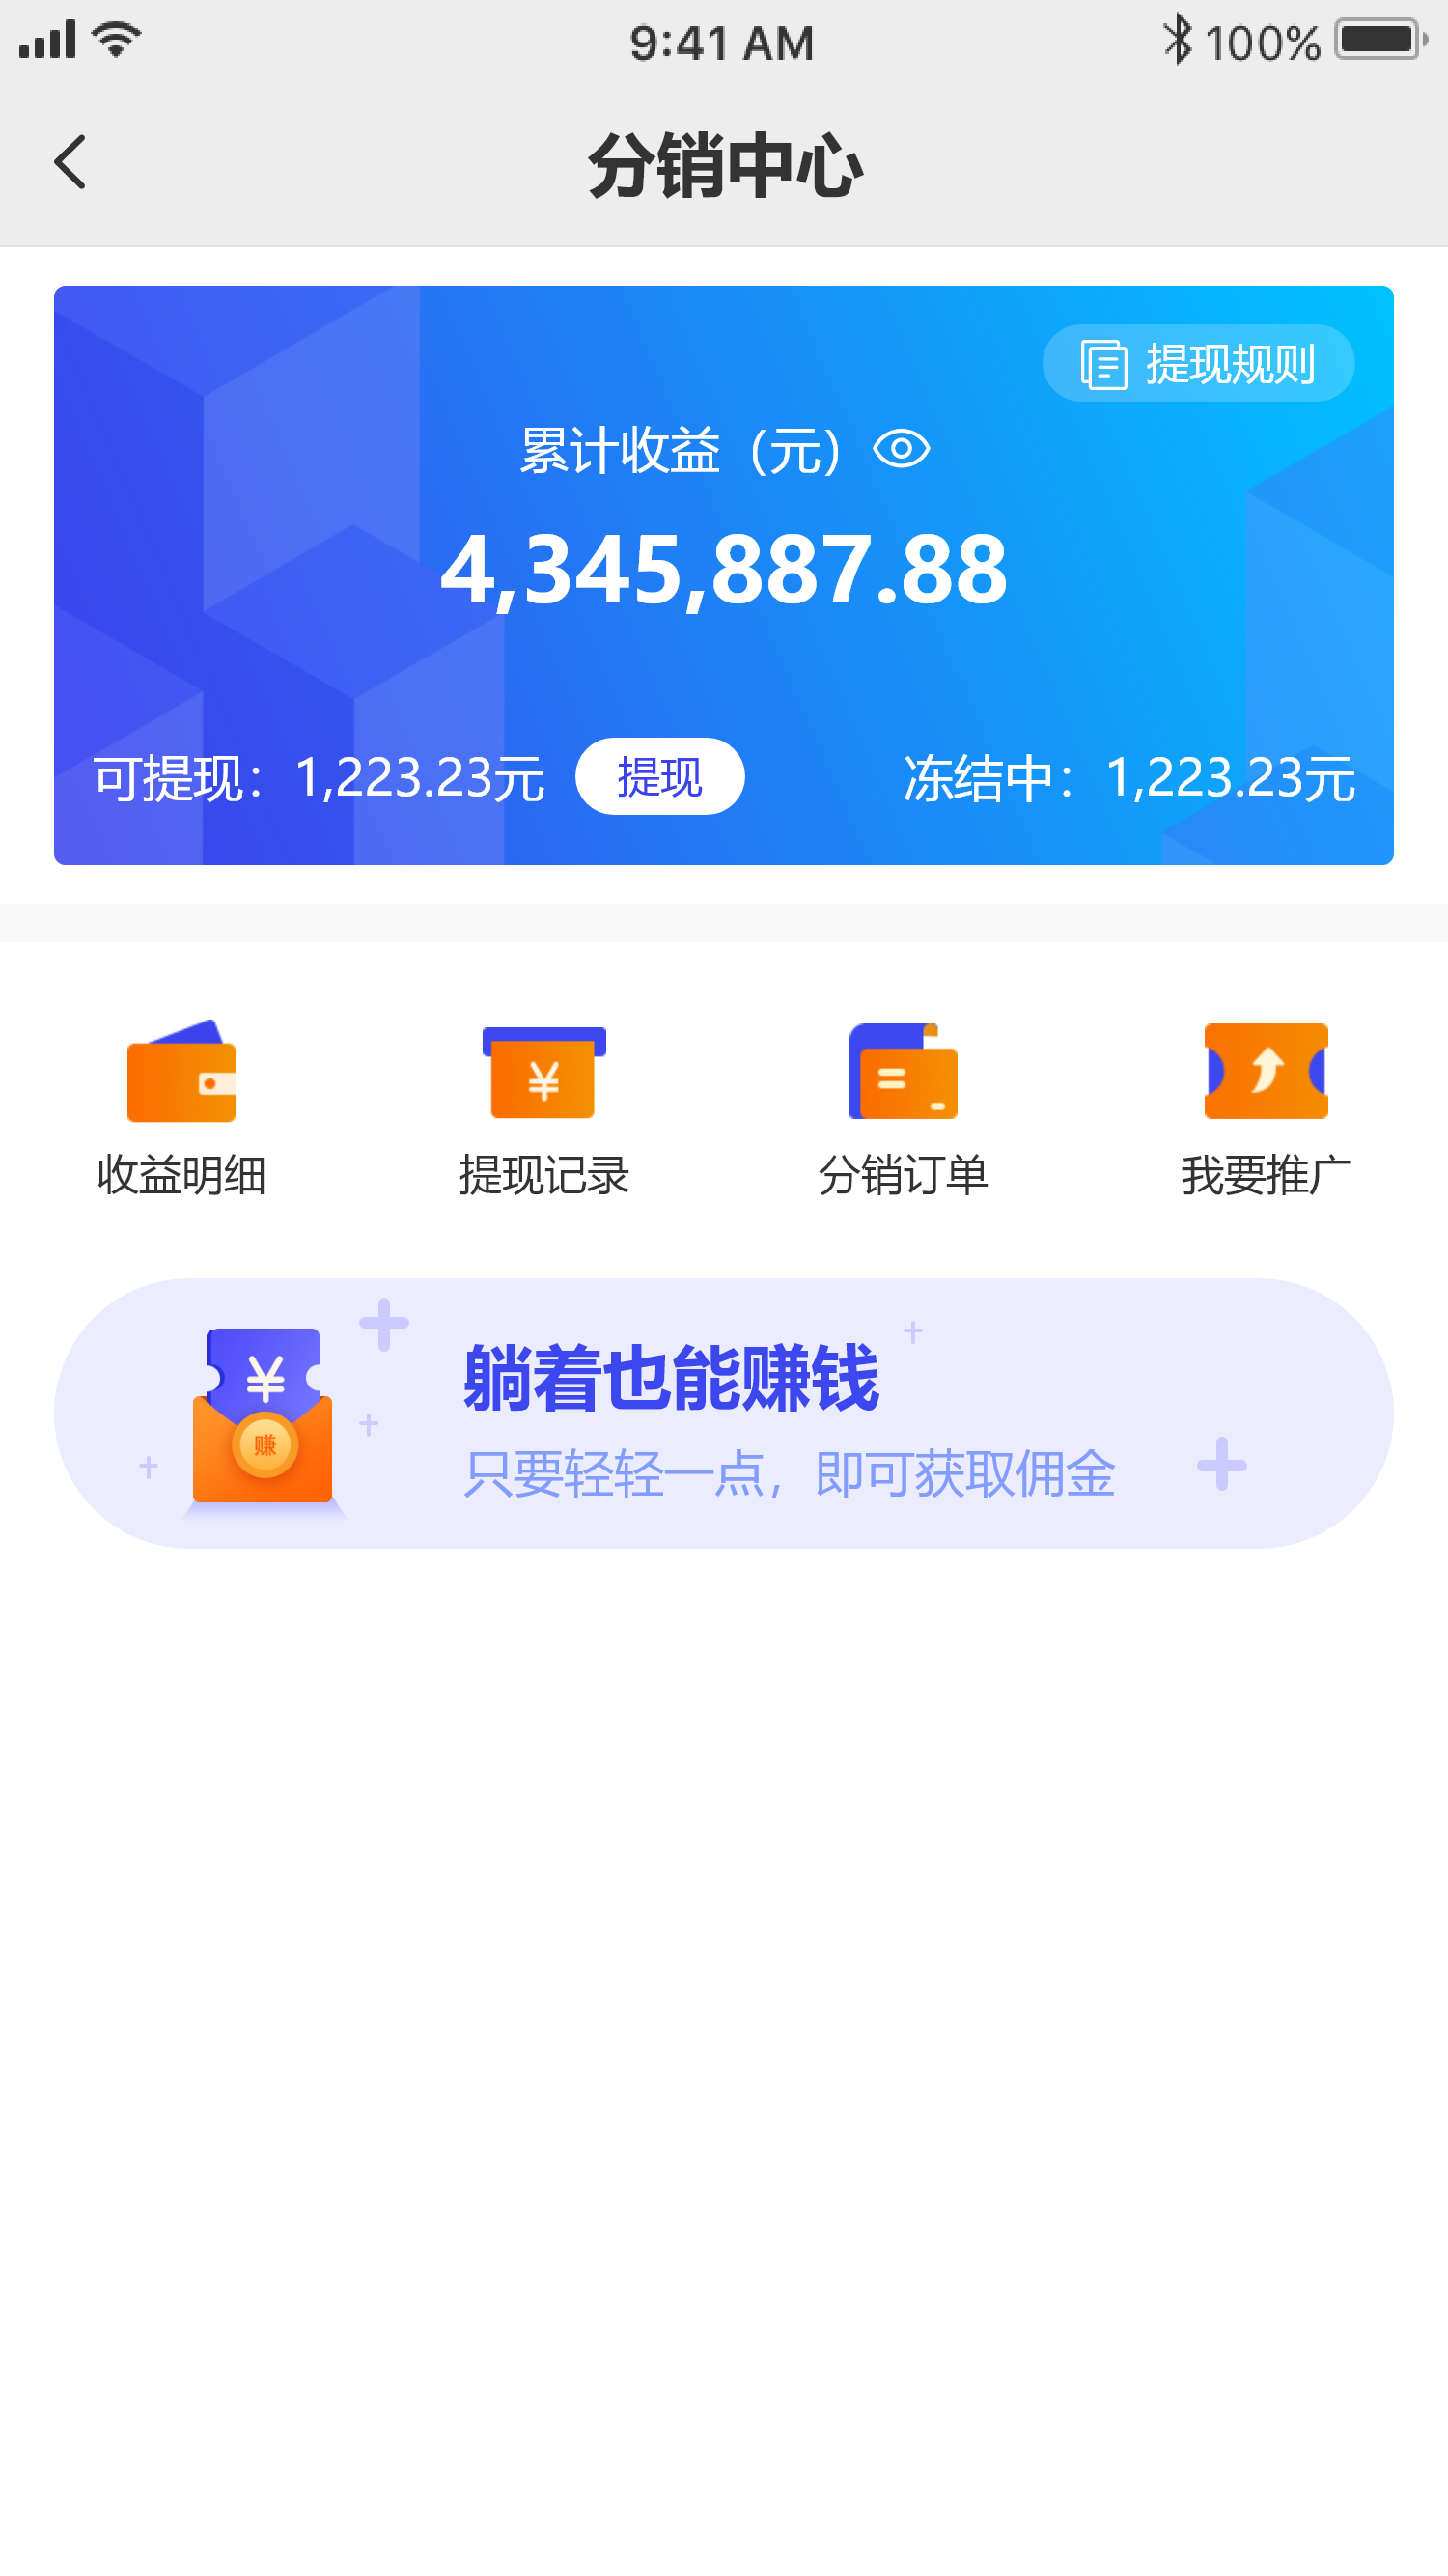 9:41 AM
100%
分销中心
提现规则
累计收益（元）
4,345,887.88
可提现：1,223.23元 提现 冻结中：1,223.23元
¥
收益明细 提现记录 分销订单 我要推广
¥
赚
躺着也能赚钱
只要轻轻一点，即可获取佣金